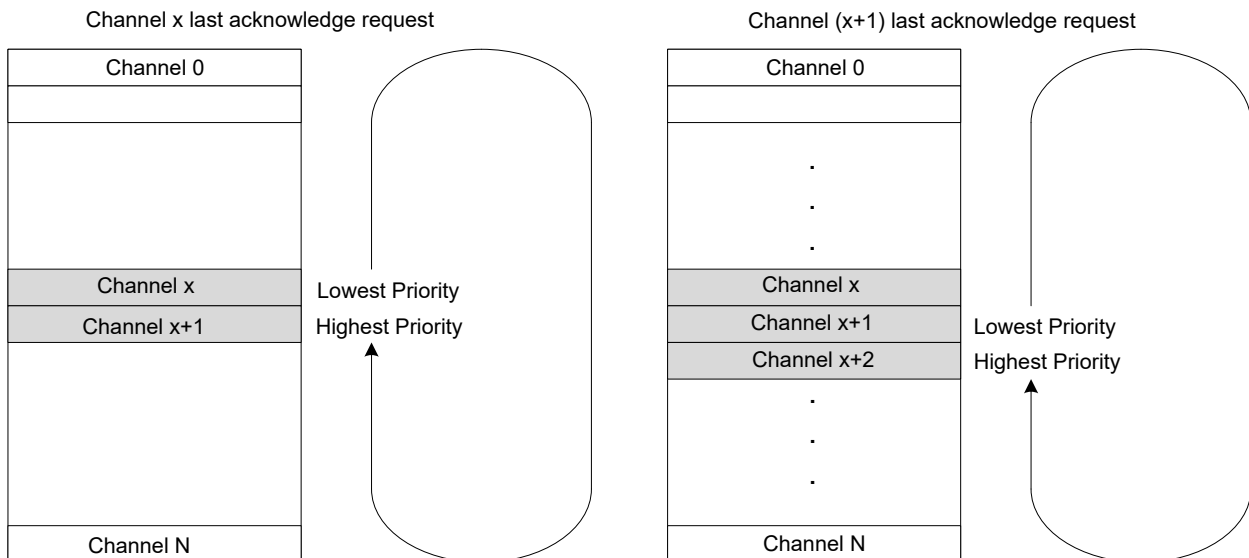 Channel x last acknowledge request
Channel 0
Channel x
Lowest Priority
Channel x+1
Highest Priority
Channel N
Channel (x+1) last acknowledge request
Channel 0
.
.
.
Channel x
Channel x+1
Lowest Priority
Channel x+2
Highest Priority
.
.
.
Channel N